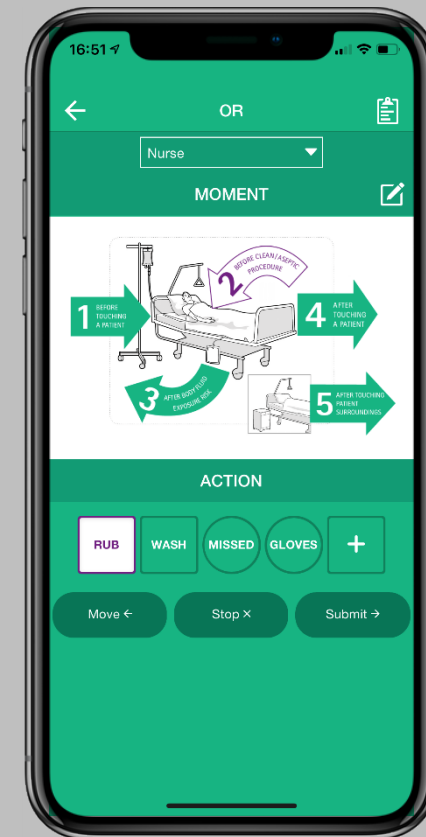 16:51
OR
Nurse
MOMENT
1 BEFORE
TOUCHING
A PATIENT
2 BEFORE CLEAN/ASEPTIC
PROCEDURE
3 AFTER BODY FLUID
EXPOSURE RISK
4 AFTER
TOUCHING
A PATIENT
5 AFTER TOUCHING
PATIENT
SURROUNDINGS
ACTION
RUB WASH MISSED GLOVES +
Move ← Stop × Submit →